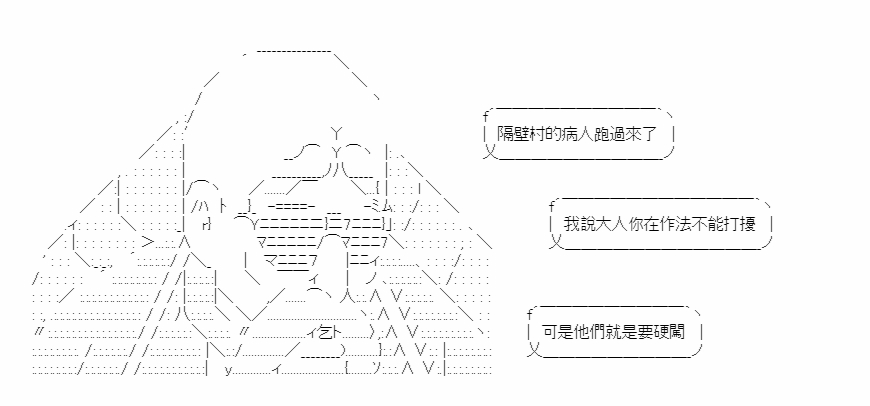 隔壁村的病人跑過來了
我說大人你在作法不能打擾
可是他們就是要硬闖